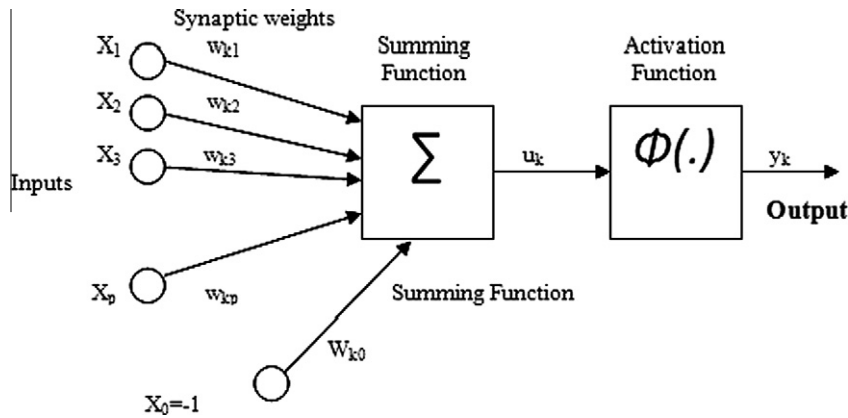 Synaptic weights
X1
wk1
Summing
Function
Activation
Function
X2
wk2
X3
wk3
Inputs
Σ
uk
Φ(.)
yk
Output
Xp
wkp
Summing Function
Wk0
X0=-1